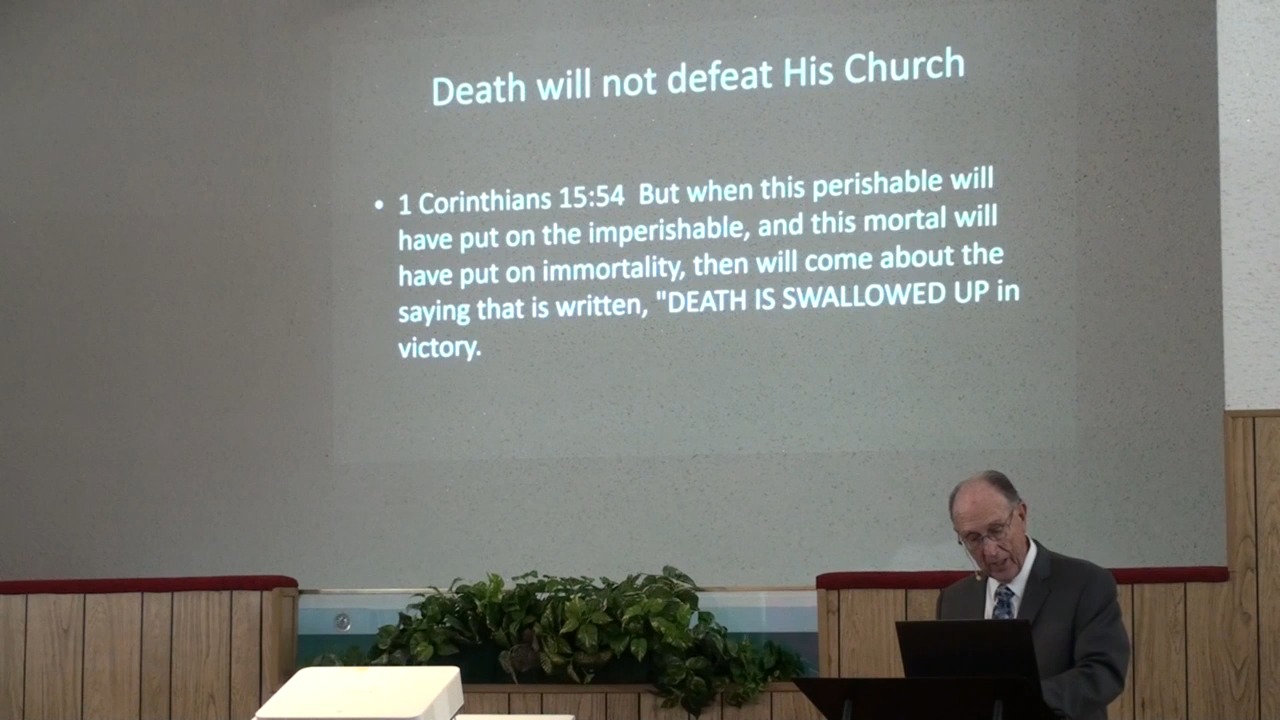 Death will not defeat His Church
• 1 Corinthians 15:54  But when this perishable will
have put on the imperishable, and this mortal will
have put on immortality, then will come about the
saying that is written, "DEATH IS SWALLOWED UP in
victory.